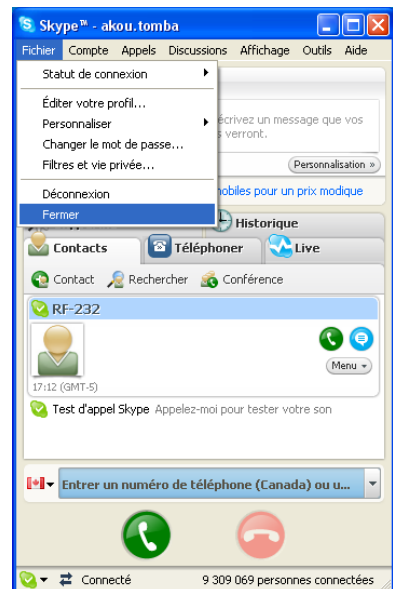 Skype™ - akou.tomba
Fichier Compte Appels Discussions Affichage Outils Aide
Statut de connexion
Éditer votre profil...
Personnaliser
Changer le mot de passe...
Filtres et vie privée...
Déconnexion
Fermer
écrivez un message que vos
verront.
Personnalisation »
mobiles pour un prix modique
Historique
Contacts Téléphoner Live
Contact Rechercher Conférence
RF-232
Menu
17:12 (GMT-5)
Test d'appel Skype Appelez-moi pour tester votre son
Entrer un numéro de téléphone (Canada) ou u...
Connecté 9 309 069 personnes connectées